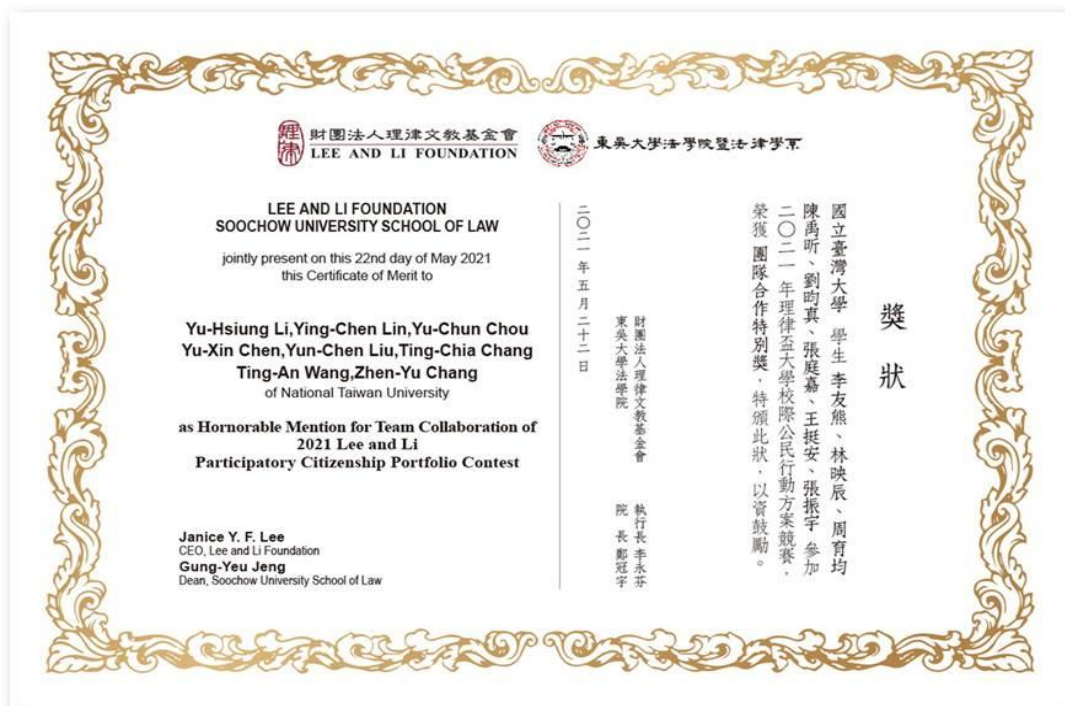 理律
財團法人理律文教基金會
LEE AND LI FOUNDATION
東吳大學法學院暨法律學系
LEE AND LI FOUNDATION
SOOCHOW UNIVERSITY SCHOOL OF LAW
jointly present on this 22nd day of May 2021
this Certificate of Merit to
Yu-Hsiung Li,Ying-Chen Lin,Yu-Chun Chou
Yu-Xin Chen,Yun-Chen Liu,Ting-Chia Chang
Ting-An Wang,Zhen-Yu Chang
of National Taiwan University
as Hornorable Mention for Team Collaboration of
2021 Lee and Li
Participatory Citizenship Portfolio Contest
Janice Y. F. Lee
CEO, Lee and Li Foundation
Gung-Yeu Jeng
Dean, Soochow University School of Law
獎狀
國立臺灣大學 學生 李友熊、林映辰、周育均
陳禹昕、劉昀真、張庭嘉、王挺安、張振宇 參加
二〇二一年理律盃大學校際公民行動方案競賽，
榮獲 團隊合作特別獎，特頒此狀，以資鼓勵。
財團法人理律文教基金會 執行長 李永芬
東吳大學法學院 院長 鄭冠宇
二〇二一年五月二十二日